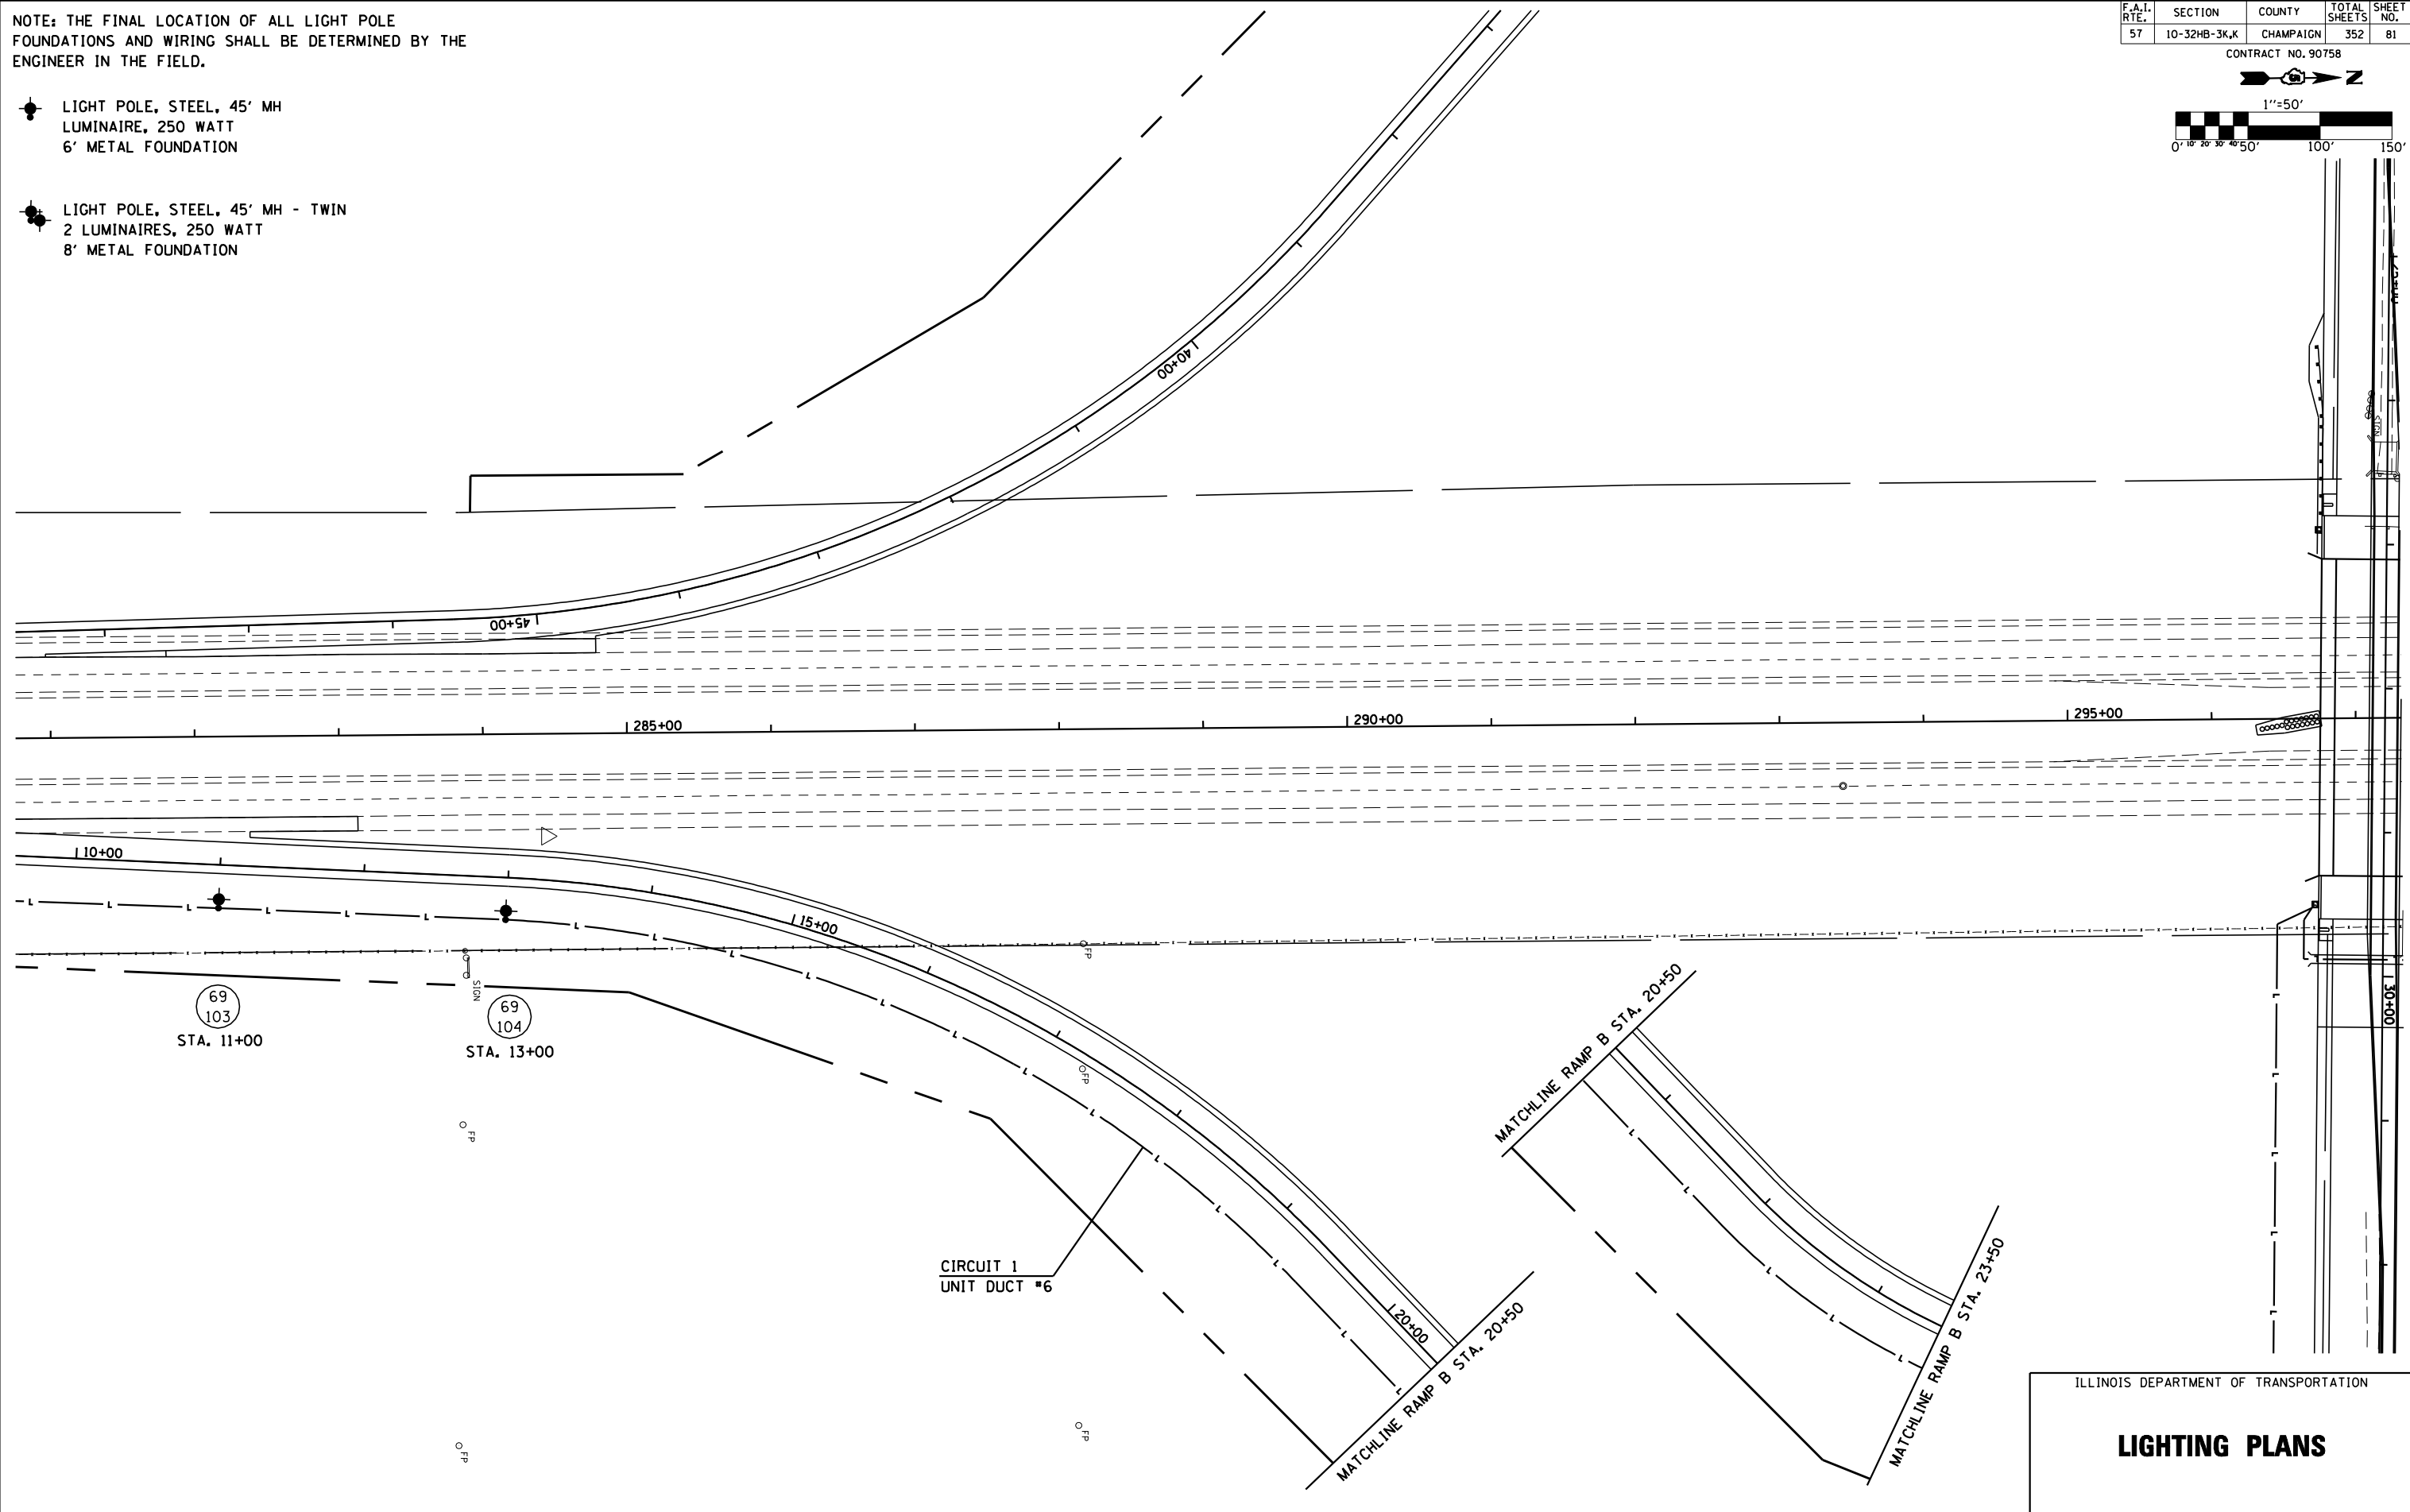 NOTE: THE FINAL LOCATION OF ALL LIGHT POLE
FOUNDATIONS AND WIRING SHALL BE DETERMINED BY THE
ENGINEER IN THE FIELD.
LIGHT POLE, STEEL, 45' MH
LUMINAIRE, 250 WATT
6' METAL FOUNDATION
LIGHT POLE, STEEL, 45' MH - TWIN
2 LUMINAIRES, 250 WATT
8' METAL FOUNDATION
F.A.I. RTE.
SECTION
COUNTY
TOTAL SHEETS
SHEET NO.
57
10-32HB-3K,K
CHAMPAIGN
352
81
CONTRACT NO. 90758
N
1''=50'
0' 10' 20' 30' 40' 50' 100' 150'
40+00
SIGN
45+00
285+00
290+00
295+00
10+00
15+00
FP
SIGN
69
103
STA. 11+00
69
104
STA. 13+00
30+00
FP
FP
MATCHLINE RAMP B STA. 20+50
CIRCUIT 1
UNIT DUCT #6
20+00
MATCHLINE RAMP B STA. 20+50
MATCHLINE RAMP B STA. 23+50
FP
FP
L L L L L L
ILLINOIS DEPARTMENT OF TRANSPORTATION
LIGHTING PLANS